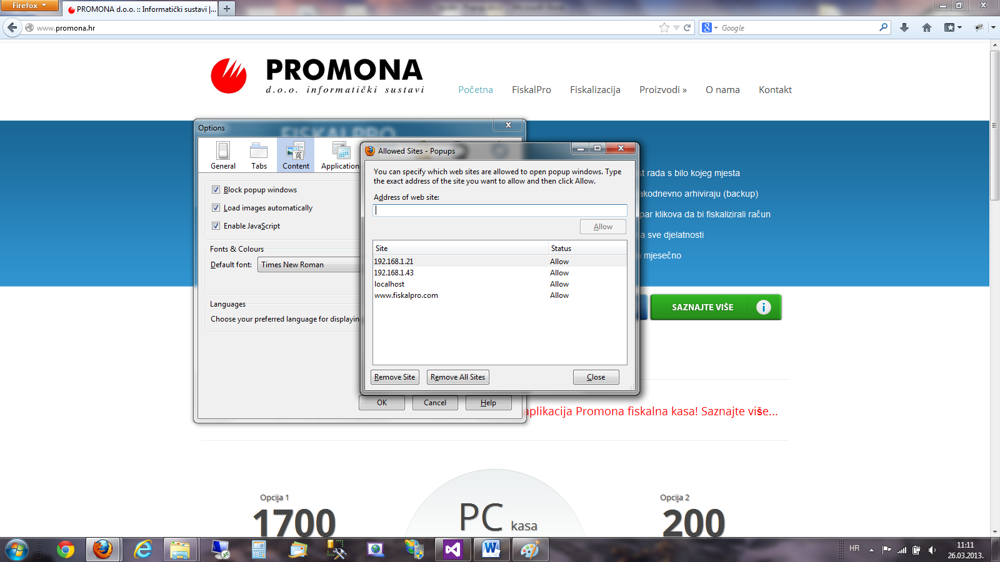 Firefox
PROMONA d.o.o. :: Informatički sustavi |...
www.promona.hr
Google
PROMONA
d.o.o. informatički sustavi
Početna FiskalPro Fiskalizacija Proizvodi » O nama Kontakt
FISKALPRO
st rada s bilo kojeg mjesta
akodnevno arhiviraju (backup)
par klikova da bi fiskalizirali račun
a sve djelatnosti
mjesečno
SAZNAJTE VIŠE
aplikacija Promona fiskalna kasa! Saznajte više...
Options
General Tabs Content Application
Block popup windows
Load images automatically
Enable JavaScript
Fonts & Colours
Default font: Times New Roman
Languages
Choose your preferred language for displayin
OK Cancel Help
Allowed Sites - Popups
You can specify which web sites are allowed to open popup windows. Type
the exact address of the site you want to allow and then click Allow.
Address of web site:
Allow
Site Status
192.168.1.21 Allow
192.168.1.43 Allow
localhost Allow
www.fiskalpro.com Allow
Remove Site Remove All Sites Close
Opcija 1
1700
PC kasa
Opcija 2
200
HR
11:11
26.03.2013.